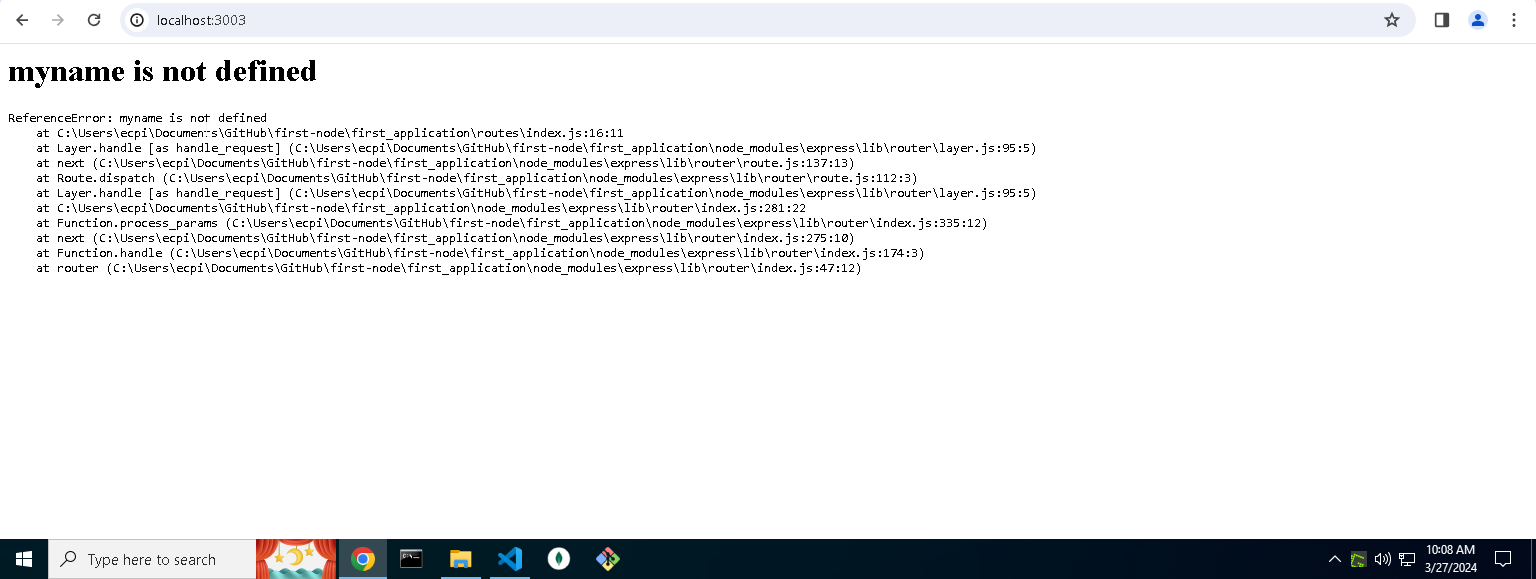 localhost:3003
myname is not defined
ReferenceError: myname is not defined
    at C:\Users\ecpi\Documents\GitHub\first-node\first_application\routes\index.js:16:11
    at Layer.handle [as handle_request] (C:\Users\ecpi\Documents\GitHub\first-node\first_application\node_modules\express\lib\router\layer.js:95:5)
    at next (C:\Users\ecpi\Documents\GitHub\first-node\first_application\node_modules\express\lib\router\route.js:137:13)
    at Route.dispatch (C:\Users\ecpi\Documents\GitHub\first-node\first_application\node_modules\express\lib\router\route.js:112:3)
    at Layer.handle [as handle_request] (C:\Users\ecpi\Documents\GitHub\first-node\first_application\node_modules\express\lib\router\layer.js:95:5)
    at C:\Users\ecpi\Documents\GitHub\first-node\first_application\node_modules\express\lib\router\index.js:281:22
    at Function.process_params (C:\Users\ecpi\Documents\GitHub\first-node\first_application\node_modules\express\lib\router\index.js:335:12)
    at next (C:\Users\ecpi\Documents\GitHub\first-node\first_application\node_modules\express\lib\router\index.js:275:10)
    at Function.handle (C:\Users\ecpi\Documents\GitHub\first-node\first_application\node_modules\express\lib\router\index.js:174:3)
    at router (C:\Users\ecpi\Documents\GitHub\first-node\first_application\node_modules\express\lib\router\index.js:47:12)
Type here to search
10:08 AM
3/27/2024